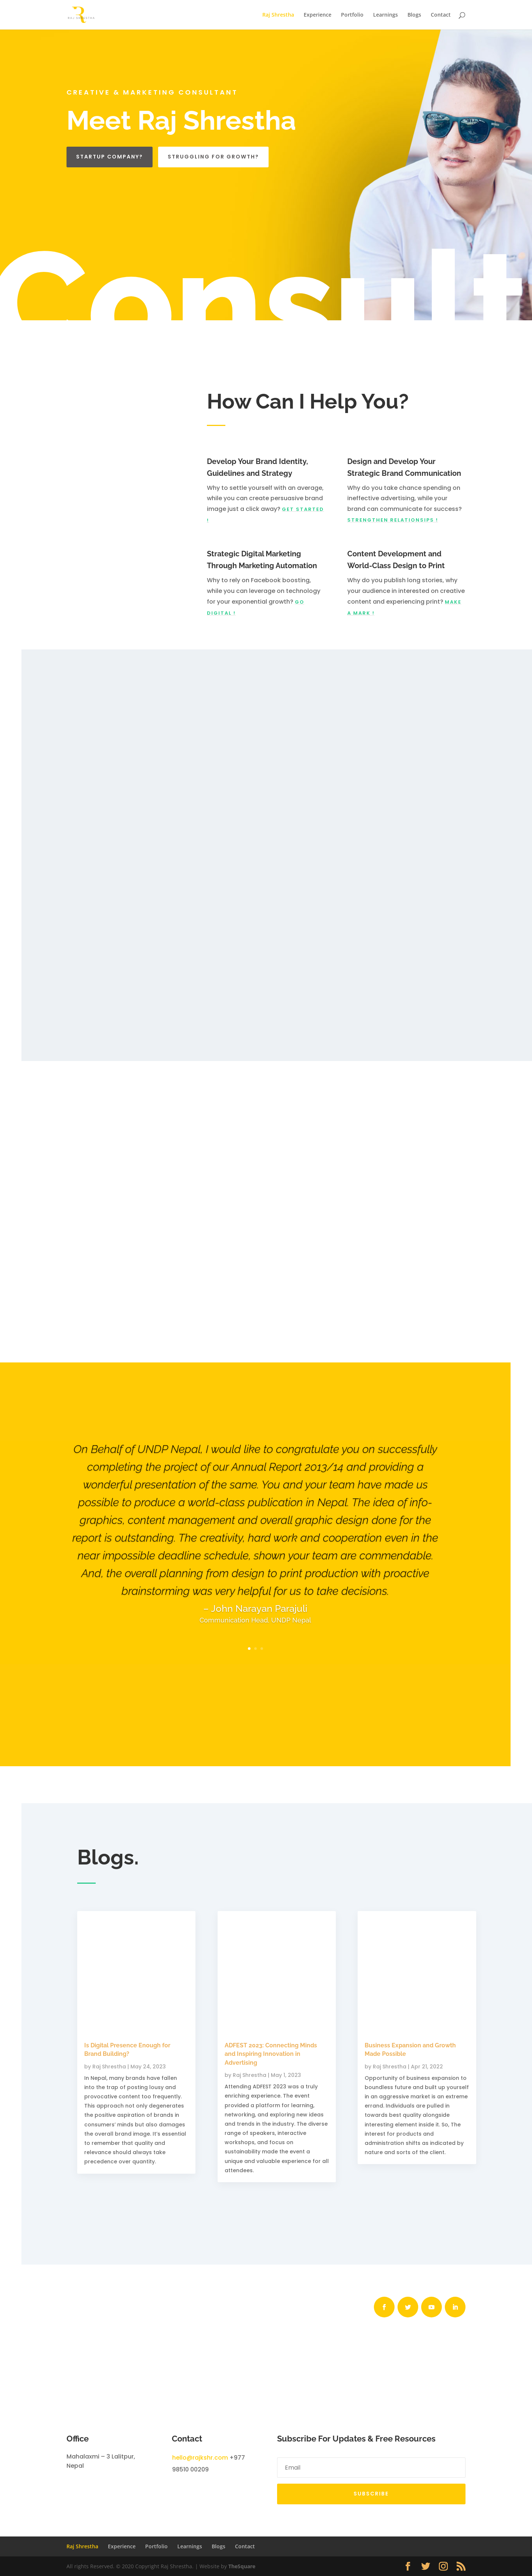 RAJ SHRESTHA
Raj Shrestha
Experience
Portfolio
Learnings
Blogs
Contact
CREATIVE & MARKETING CONSULTANT
Meet Raj Shrestha
STARTUP COMPANY?
STRUGGLING FOR GROWTH?
Consult
How Can I Help You?
Develop Your Brand Identity,
Guidelines and Strategy
Why to settle yourself with an average,
while you can create persuasive brand
image just a click away? GET STARTED
!
Design and Develop Your
Strategic Brand Communication
Why do you take chance spending on
ineffective advertising, while your
brand can communicate for success?
STRENGTHEN RELATIONSIPS !
Strategic Digital Marketing
Through Marketing Automation
Why to rely on Facebook boosting,
while you can leverage on technology
for your exponential growth? GO
DIGITAL !
Content Development and
World-Class Design to Print
Why do you publish long stories, why
your audience in interested on creative
content and experiencing print? MAKE
A MARK !
On Behalf of UNDP Nepal, I would like to congratulate you on successfully
completing the project of our Annual Report 2013/14 and providing a
wonderful presentation of the same. You and your team have made us
possible to produce a world-class publication in Nepal. The idea of info-
graphics, content management and overall graphic design done of the
report is outstanding. The creativity, hard work and cooperation even in the
near impossible deadline schedule, shown your team are commendable.
And, the overall planning from design to print production with proactive
brainstorming was very helpful for us to take decisions.
– John Narayan Parajuli
Communication Head, UNDP Nepal
Blogs.
Is Digital Presence Enough for
Brand Building?
by Raj Shrestha | May 24, 2023
In Nepal, many brands have fallen
into the trap of posting lousy and
provocative content too frequently.
This approach not only degenerates
the positive aspiration of brands in
consumers' minds but also damages
the overall brand image. It's essential
to remember that quality and
relevance should always take
precedence over quantity.
ADFEST 2023: Connecting Minds
and Inspiring Innovation in
Advertising
by Raj Shrestha | May 1, 2023
Attending ADFEST 2023 was a truly
enriching experience. The event
provided a platform for learning,
networking, and exploring new ideas
and trends in the industry. The diverse
range of speakers, interactive
workshops, and focus on
sustainability made the event a
unique and valuable experience for all
attendees.
Business Expansion and Growth
Made Possible
by Raj Shrestha | Apr 21, 2022
Opportunity of business expansion to
boundless future and built up yourself
in an aggressive market is an extreme
errand. Individuals are pulled in
towards best quality alongside
interesting element inside it. So, The
interest for products and
administration shifts as indicated by
nature and sorts of the client.
Office
Mahalaxmi – 3 Lalitpur,
Nepal
Contact
hello@rajkshr.com +977
98510 00209
Subscribe For Updates & Free Resources
Email
SUBSCRIBE
Raj Shrestha
Experience
Portfolio
Learnings
Blogs
Contact
All rights Reserved. © 2020 Copyright Raj Shrestha. | Website by TheSquare